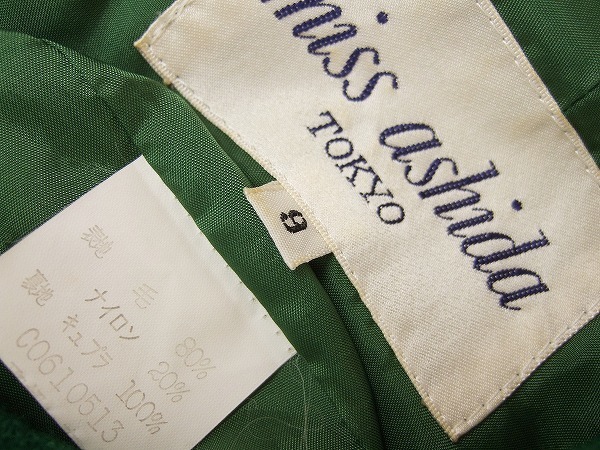 miss ashida
TOKYO
9
表地 毛 80%
ナイロン 20%
裏地 キュプラ 100%
C0610513